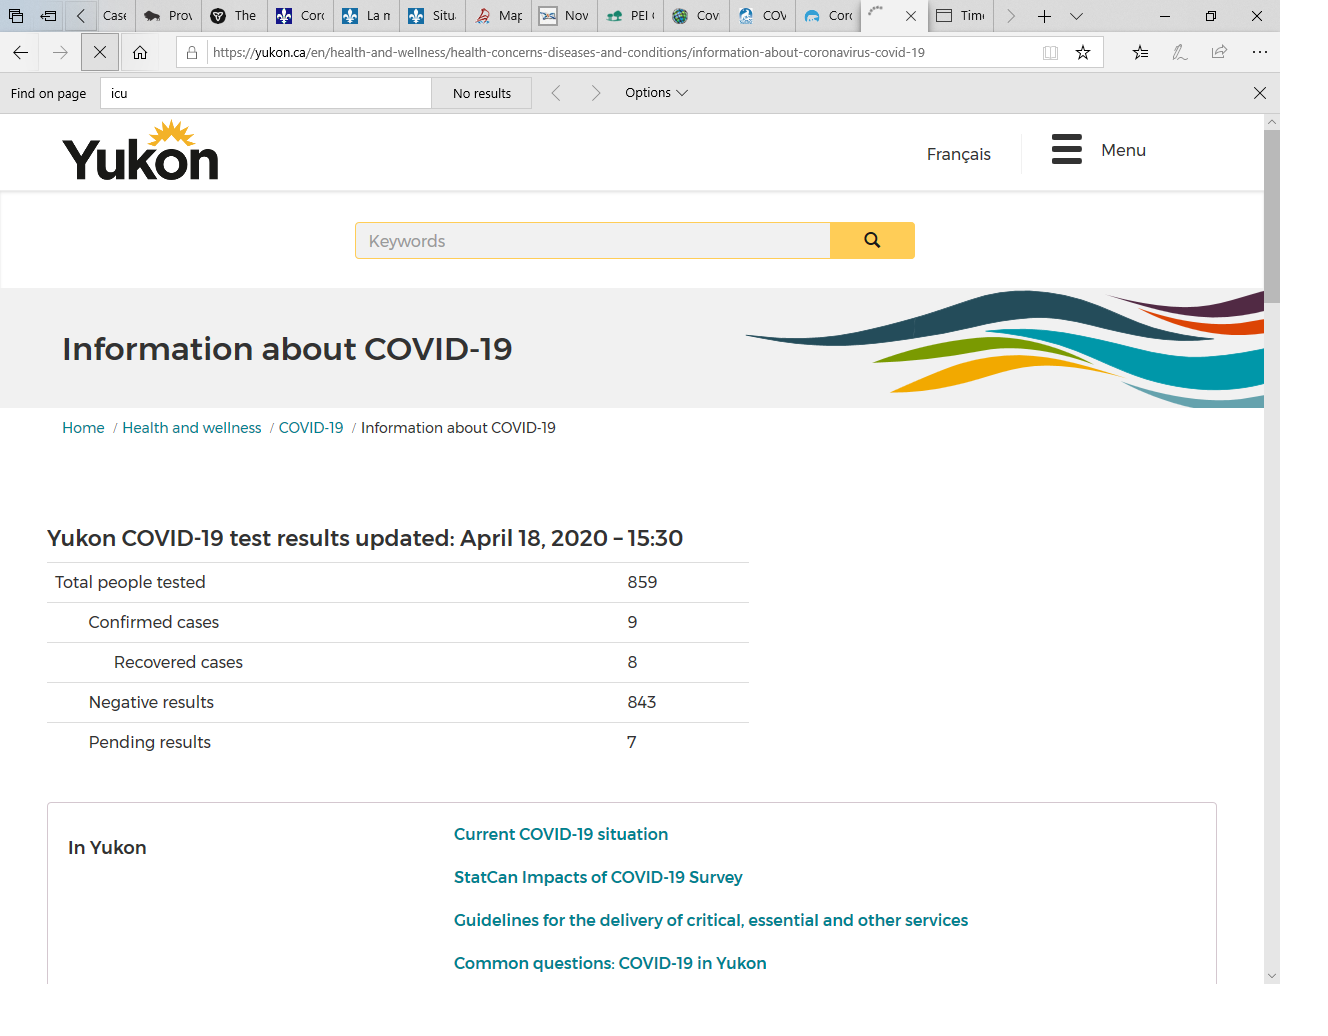 Case Prov The Coro La n Situ Map Nov PEI Covi COV Coro Time
https://yukon.ca/en/health-and-wellness/health-concerns-diseases-and-conditions/information-about-coronavirus-covid-19
Find on page icu No results Options
Yukon
Français Menu
Keywords
Information about COVID-19
Home / Health and wellness / COVID-19 / Information about COVID-19
Yukon COVID-19 test results updated: April 18, 2020 – 15:30
Total people tested 859
Confirmed cases 9
Recovered cases 8
Negative results 843
Pending results 7
In Yukon
Current COVID-19 situation
StatCan Impacts of COVID-19 Survey
Guidelines for the delivery of critical, essential and other services
Common questions: COVID-19 in Yukon